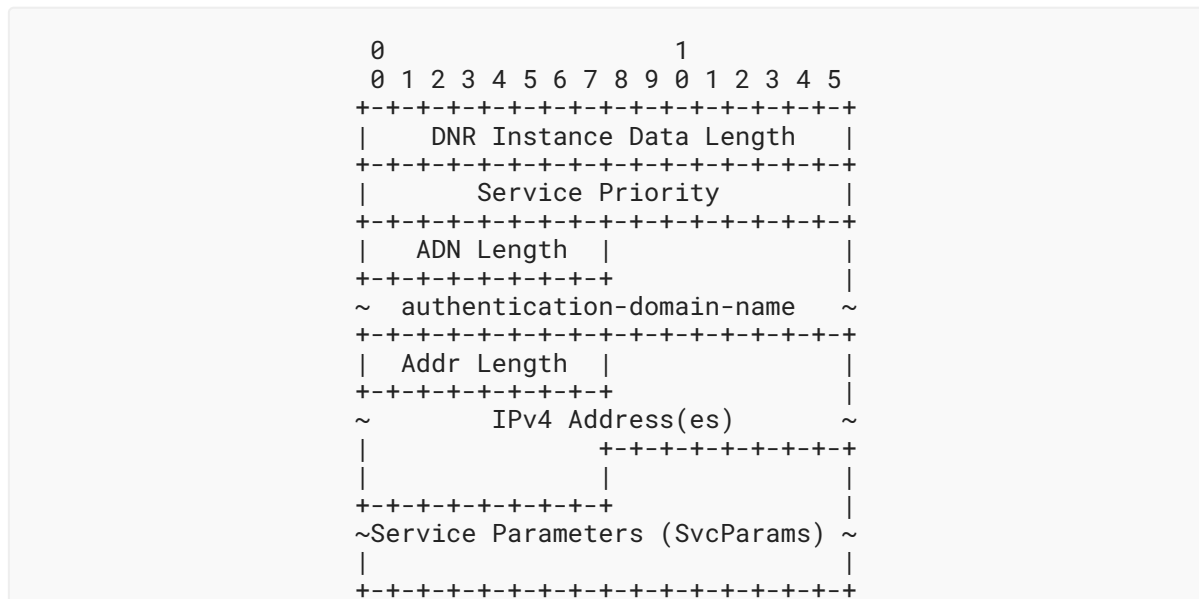 0                   1
 0 1 2 3 4 5 6 7 8 9 0 1 2 3 4 5
+-+-+-+-+-+-+-+-+-+-+-+-+-+-+-+-+
|    DNR Instance Data Length   |
+-+-+-+-+-+-+-+-+-+-+-+-+-+-+-+-+
|       Service Priority        |
+-+-+-+-+-+-+-+-+-+-+-+-+-+-+-+-+
|   ADN Length  |               |
+-+-+-+-+-+-+-+-+               |
~  authentication-domain-name   ~
+-+-+-+-+-+-+-+-+-+-+-+-+-+-+-+-+
|  Addr Length  |               |
+-+-+-+-+-+-+-+-+               |
~        IPv4 Address(es)       ~
|               +-+-+-+-+-+-+-+-+
|               |               |
+-+-+-+-+-+-+-+-+               |
~Service Parameters (SvcParams) ~
|                               |
+-+-+-+-+-+-+-+-+-+-+-+-+-+-+-+-+